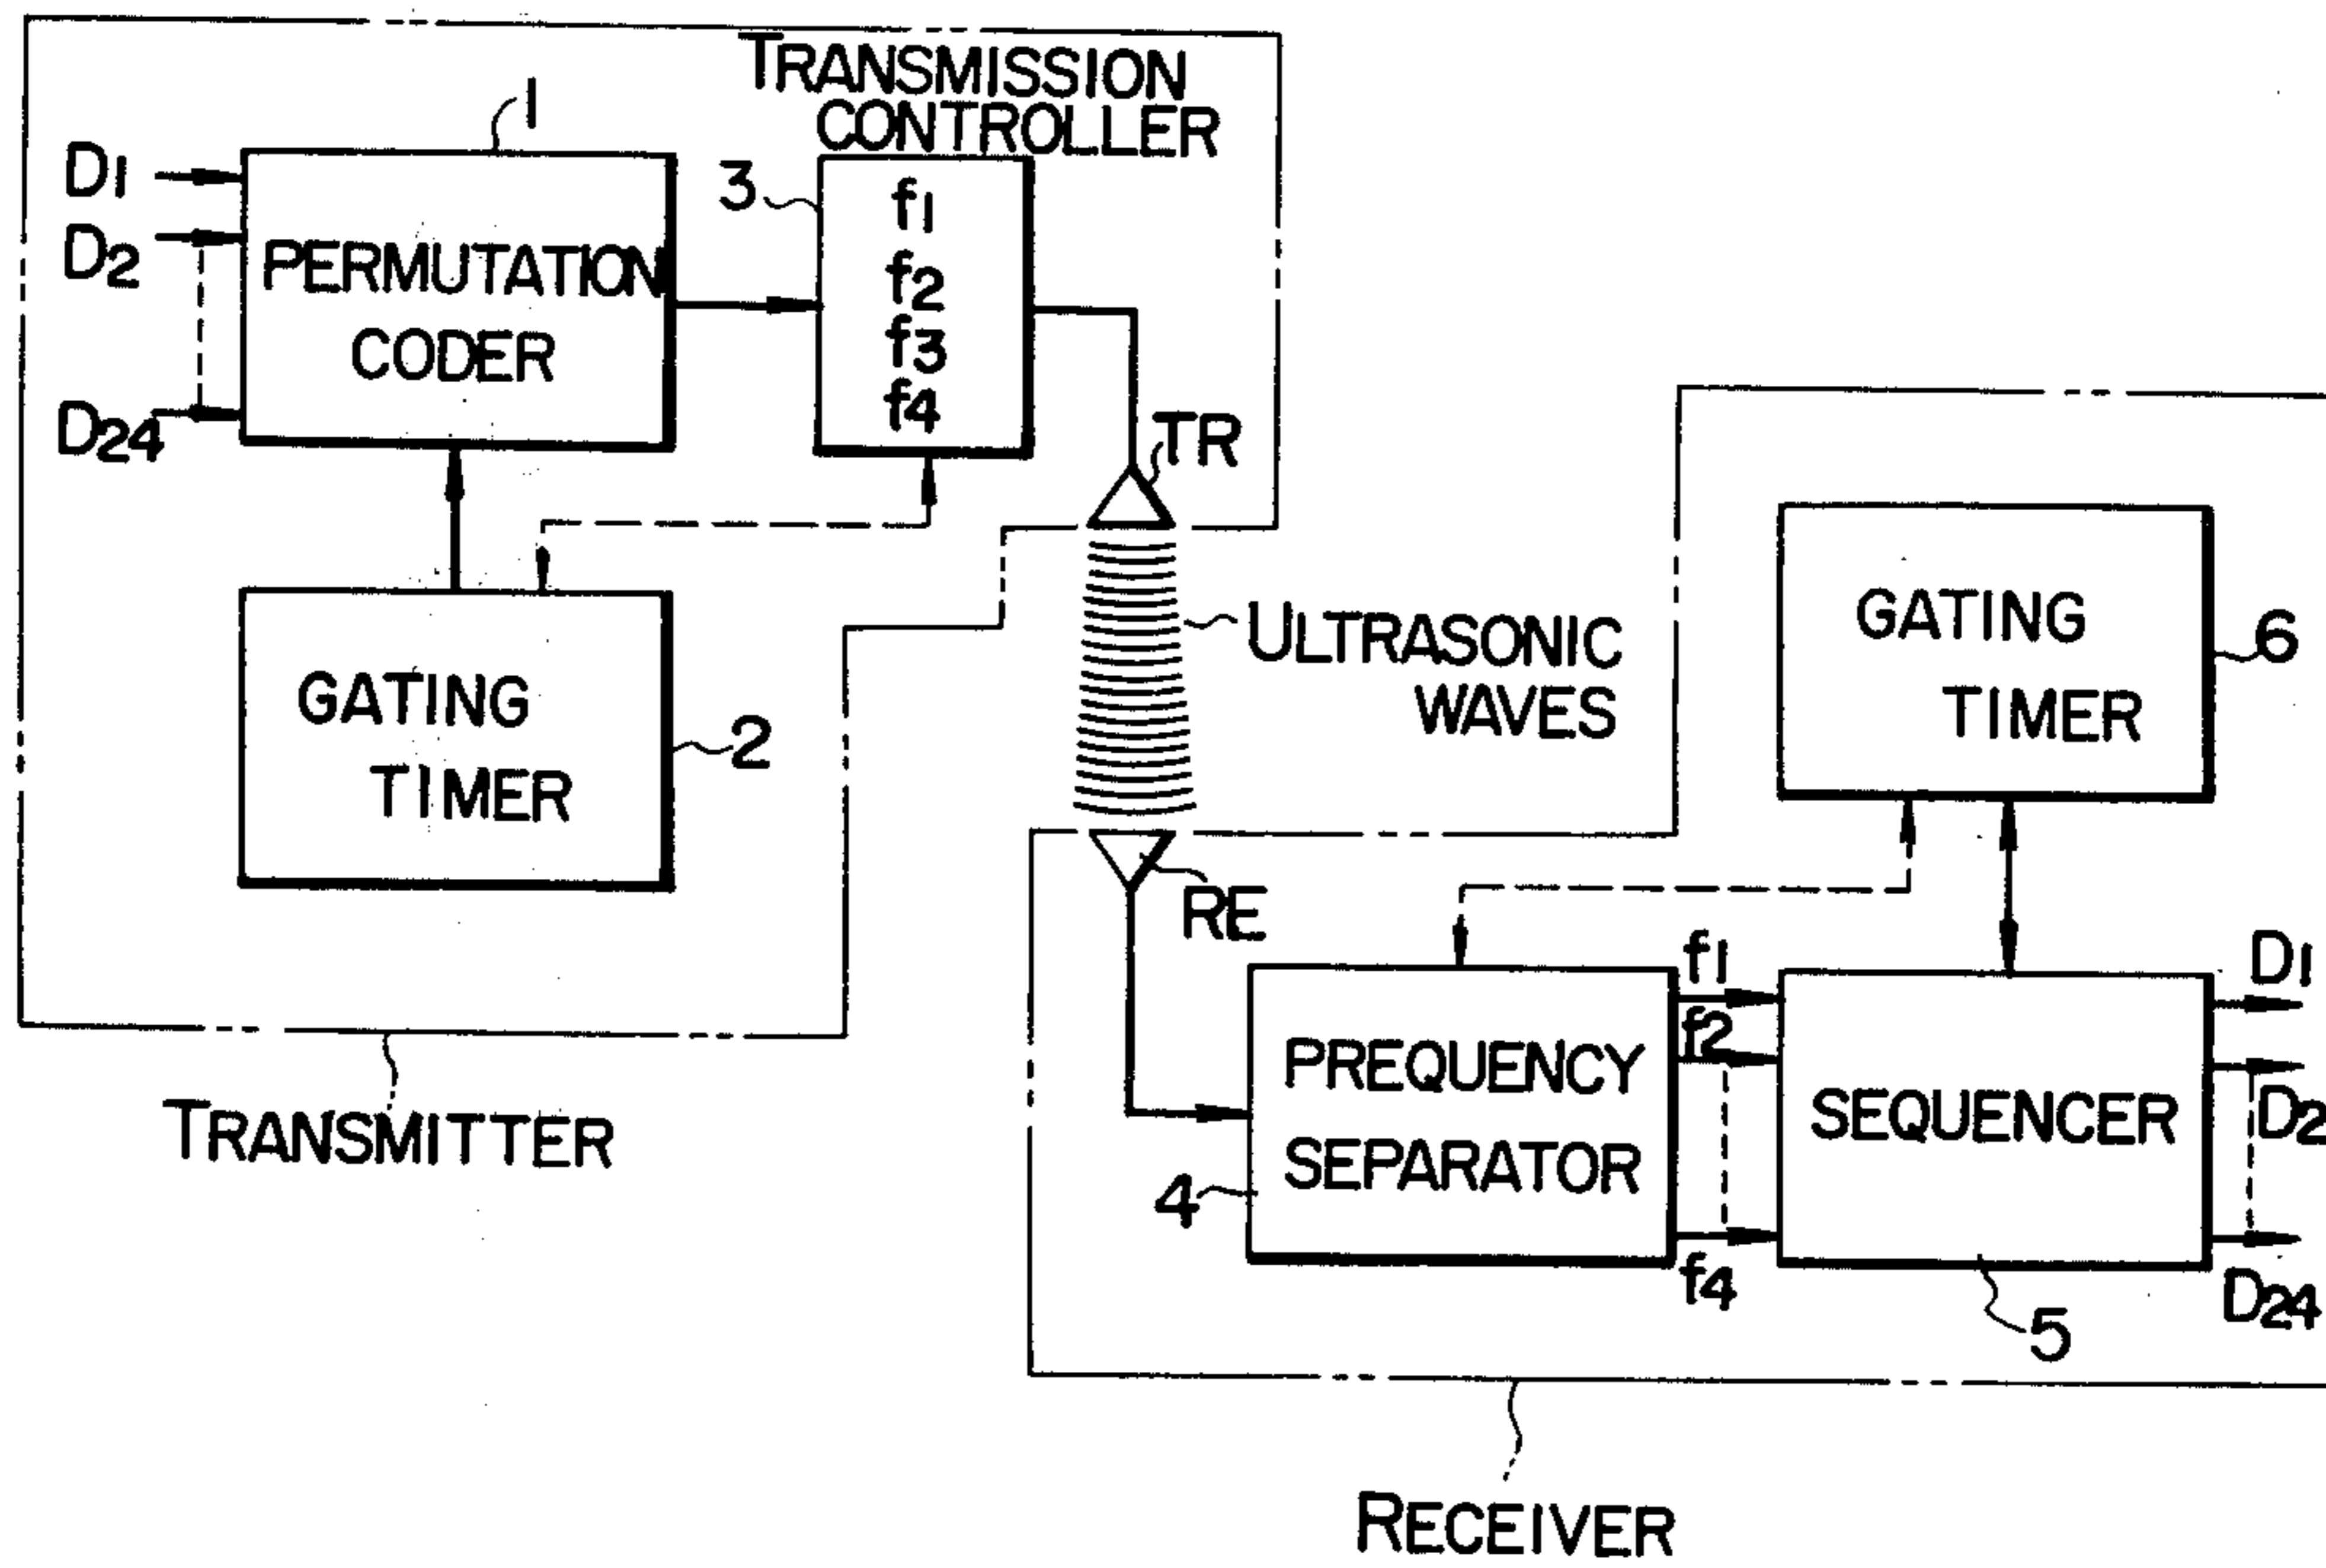 TRANSMISSION
CONTROLLER
1
D1
D2
D24
PERMUTATION
CODER
3
f1
f2
f3
f4
TR
GATING
TIMER
2
ULTRASONIC
WAVES
GATING
TIMER
6
RE
TRANSMITTER
PREQUENCY
SEPARATOR
4
f1
f2
f4
SEQUENCER
5
D1
D2
D24
RECEIVER